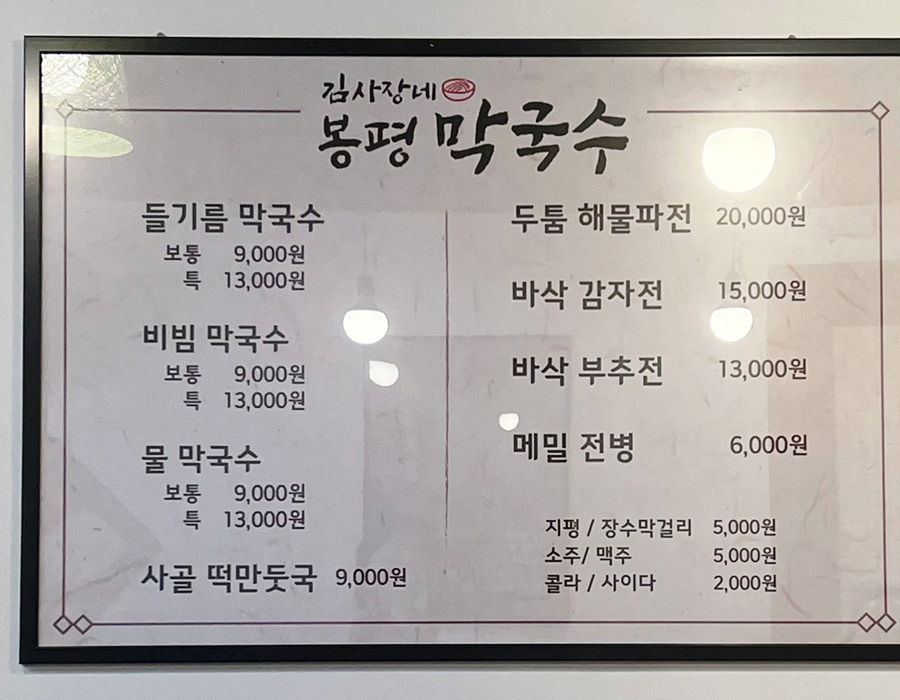 김사장네
봉평 막국수
들기름 막국수
보통 9,000원
특 13,000원
비빔 막국수
보통 9,000원
특 13,000원
물 막국수
보통 9,000원
특 13,000원
사골 떡만둣국 9,000원
두툼 해물파전 20,000원
바삭 감자전 15,000원
바삭 부추전 13,000원
메밀 전병 6,000원
지평 / 장수막걸리 5,000원
소주/ 맥주 5,000원
콜라 / 사이다 2,000원